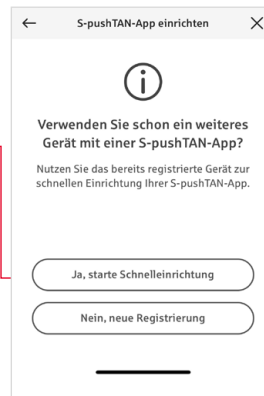 S-pushTAN-App einrichten
Verwenden Sie schon ein weiteres
Gerät mit einer S-pushTAN-App?
Nutzen Sie das bereits registrierte Gerät zur
schnellen Einrichtung Ihrer S-pushTAN-App.
Ja, starte Schnelleinrichtung
Nein, neue Registrierung